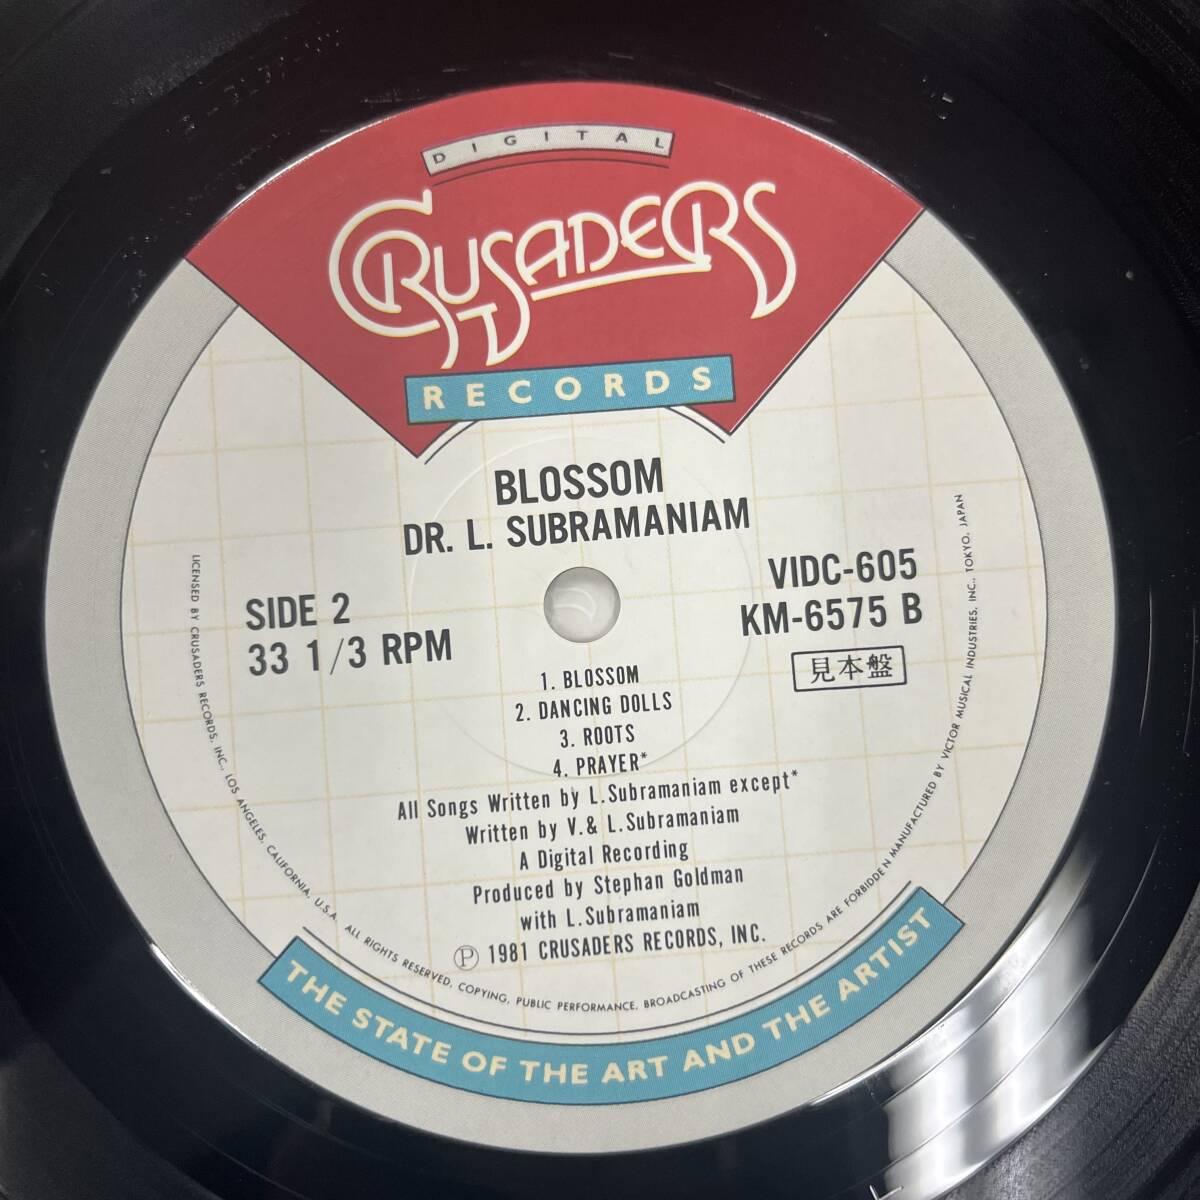 DIGITAL
CRUSADERS
RECORDS
BLOSSOM
DR. L. SUBRAMANIAM
SIDE 2
33 1/3 RPM
VIDC-605
KM-6575 B
見本盤
1. BLOSSOM
2. DANCING DOLLS
3. ROOTS
4. PRAYER*
All Songs Written by L.Subramaniam except*
Written by V.& L.Subramaniam
A Digital Recording
Produced by Stephan Goldman
with L.Subramaniam
Ⓟ 1981 CRUSADERS RECORDS, INC.
LICENSED BY CRUSADERS RECORDS, INC., LOS ANGELES, CALIFORNIA, U.S.A. ALL RIGHTS RESERVED, COPYING, PUBLIC PERFORMANCE, BROADCASTING OF THESE RECORDS ARE FORBIDDEN MANUFACTURED BY VICTOR MUSICAL INDUSTRIES, INC., TOKYO, JAPAN
THE STATE OF THE ART AND THE ARTIST